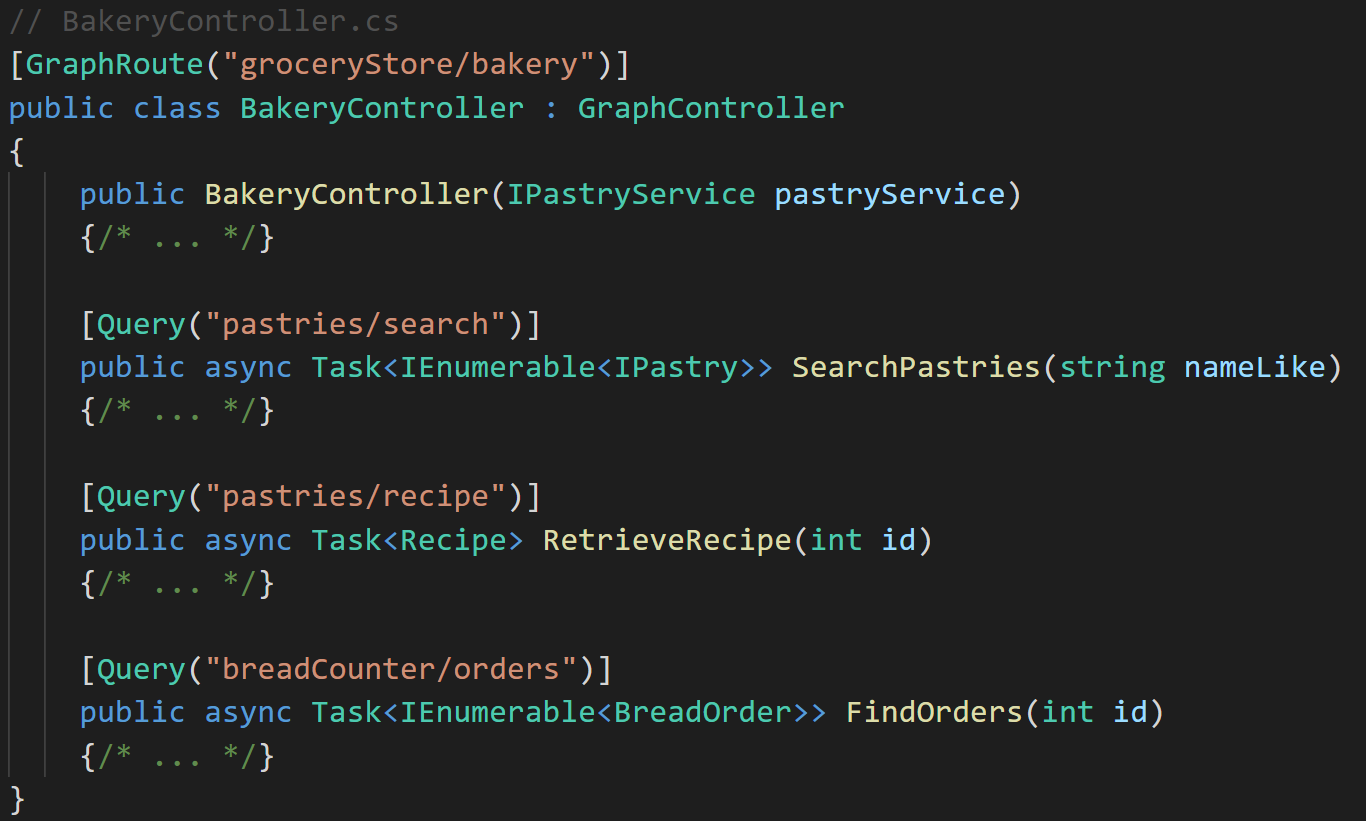 // BakeryController.cs
[GraphRoute("groceryStore/bakery")]
public class BakeryController : GraphController
{
public BakeryController(IPastryService pastryService)
{/* ... */}
[Query("pastries/search")]
public async Task<IEnumerable<IPastry>> SearchPastries(string nameLike)
{/* ... */}
[Query("pastries/recipe")]
public async Task<Recipe> RetrieveRecipe(int id)
{/* ... */}
[Query("breadCounter/orders")]
public async Task<IEnumerable<BreadOrder>> FindOrders(int id)
{/* ... */}
}